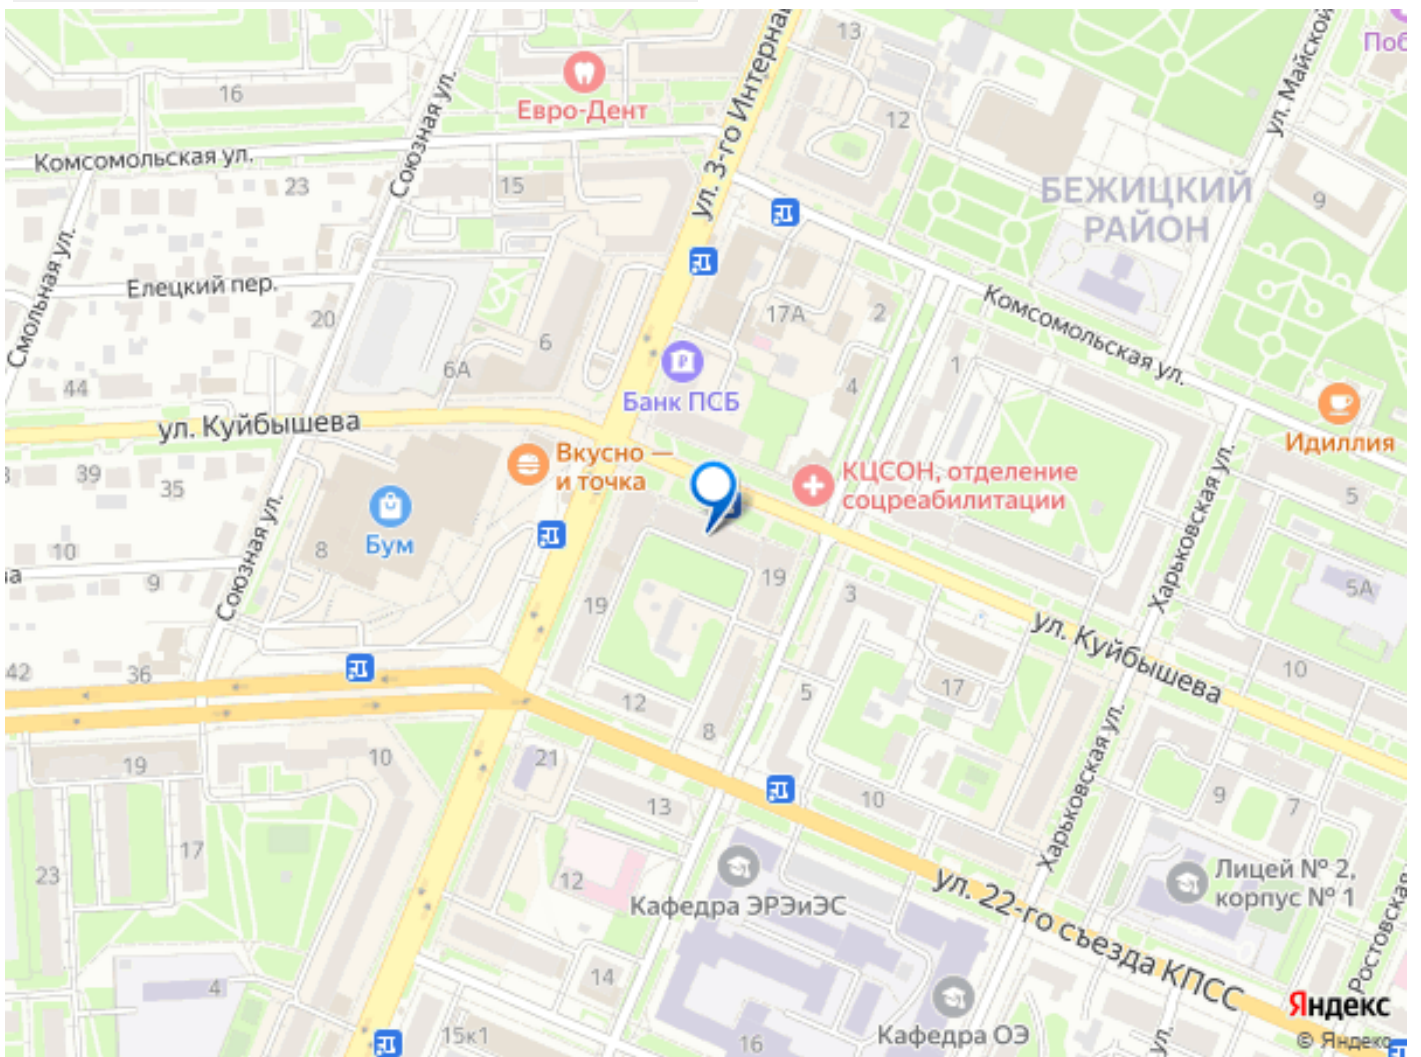 13
Поб
16
Евро-Дент
ул. Майской
ул. 3-го Интерна
Союзная ул.
12
Комсомольская ул.
23
15
БЕЖИЦКИЙ
РАЙОН
9
Смольная ул.
Елецкий пер.
20
17А
2
Комсомольская ул.
6
6А
1
44
Банк ПСБ
4
ул. Куйбышева
Идиллия
Вкусно —
и точка
КЦСОН, отделение
соцреабилитации
39
35
5
Союзная ул.
Бум
8
10
9
Харьковская ул.
19
19
3
5А
ул. Куйбышева
42
36
10
17
5
12
8
Харьковская ул.
19
10
21
13
10
9
7
17
23
12
Кафедра ЭРЭиЭС
ул. 22-го съезда КПСС
Лицей № 2,
корпус № 1
Ростовская
4
14
15к1
16
Кафедра ОЭ
ул.
Яндекс
© Яндекс